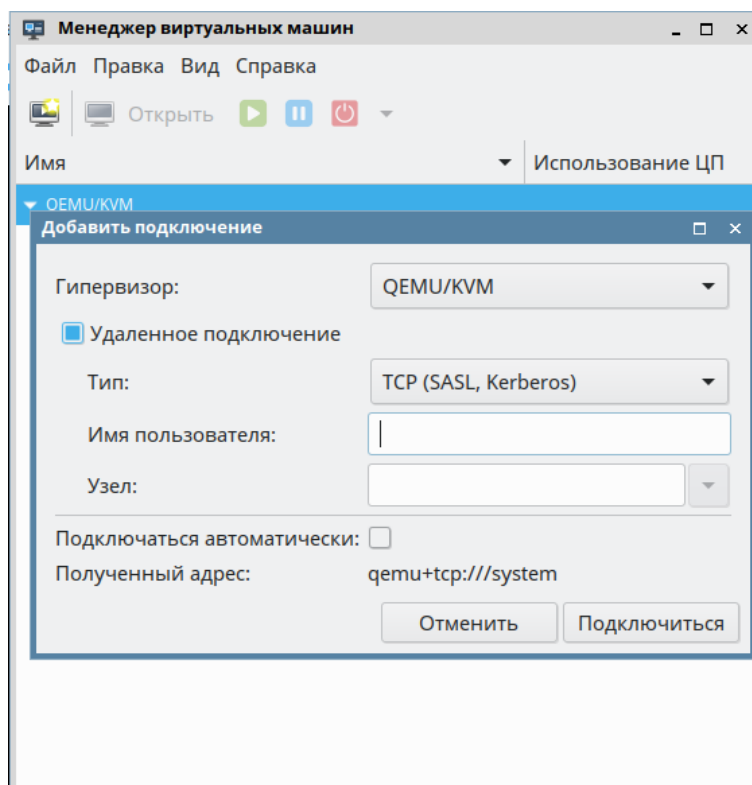 Менеджер виртуальных машин
Файл Правка Вид Справка
Открыть
Имя Использование ЦП
QEMU/KVM
Добавить подключение
Гипервизор: QEMU/KVM
Удаленное подключение
Тип: TCP (SASL, Kerberos)
Имя пользователя:
Узел:
Подключаться автоматически:
Полученный адрес: qemu+tcp:///system
Отменить Подключиться